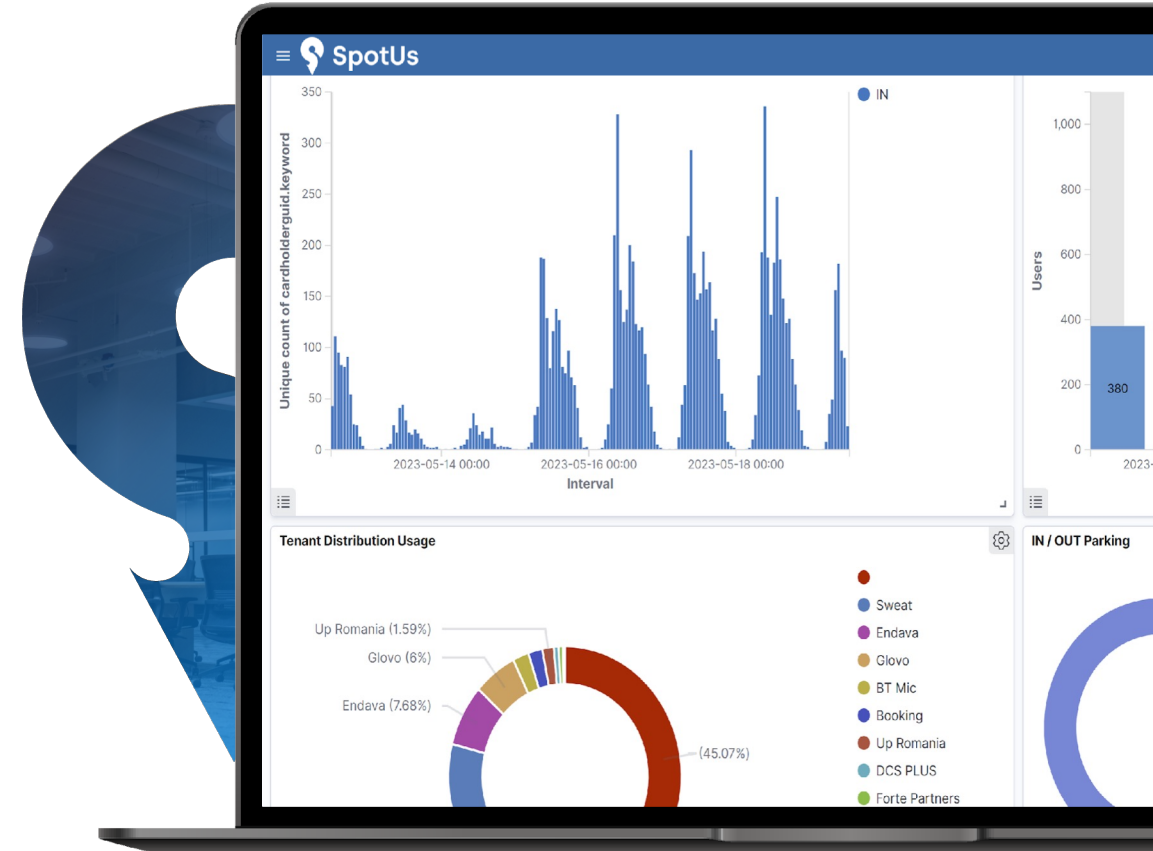 SpotUs
350
300
250
200
150
100
50
0
Unique count of cardholderguid.keyword
2023-05-14 00:00
2023-05-16 00:00
2023-05-18 00:00
Interval
IN
1,000
800
600
400
200
0
Users
380
2023-
Tenant Distribution Usage
Up Romania (1.59%)
Glovo (6%)
Endava (7.68%)
(45.07%)
Sweat
Endava
Glovo
BT Mic
Booking
Up Romania
DCS PLUS
Forte Partners
IN / OUT Parking